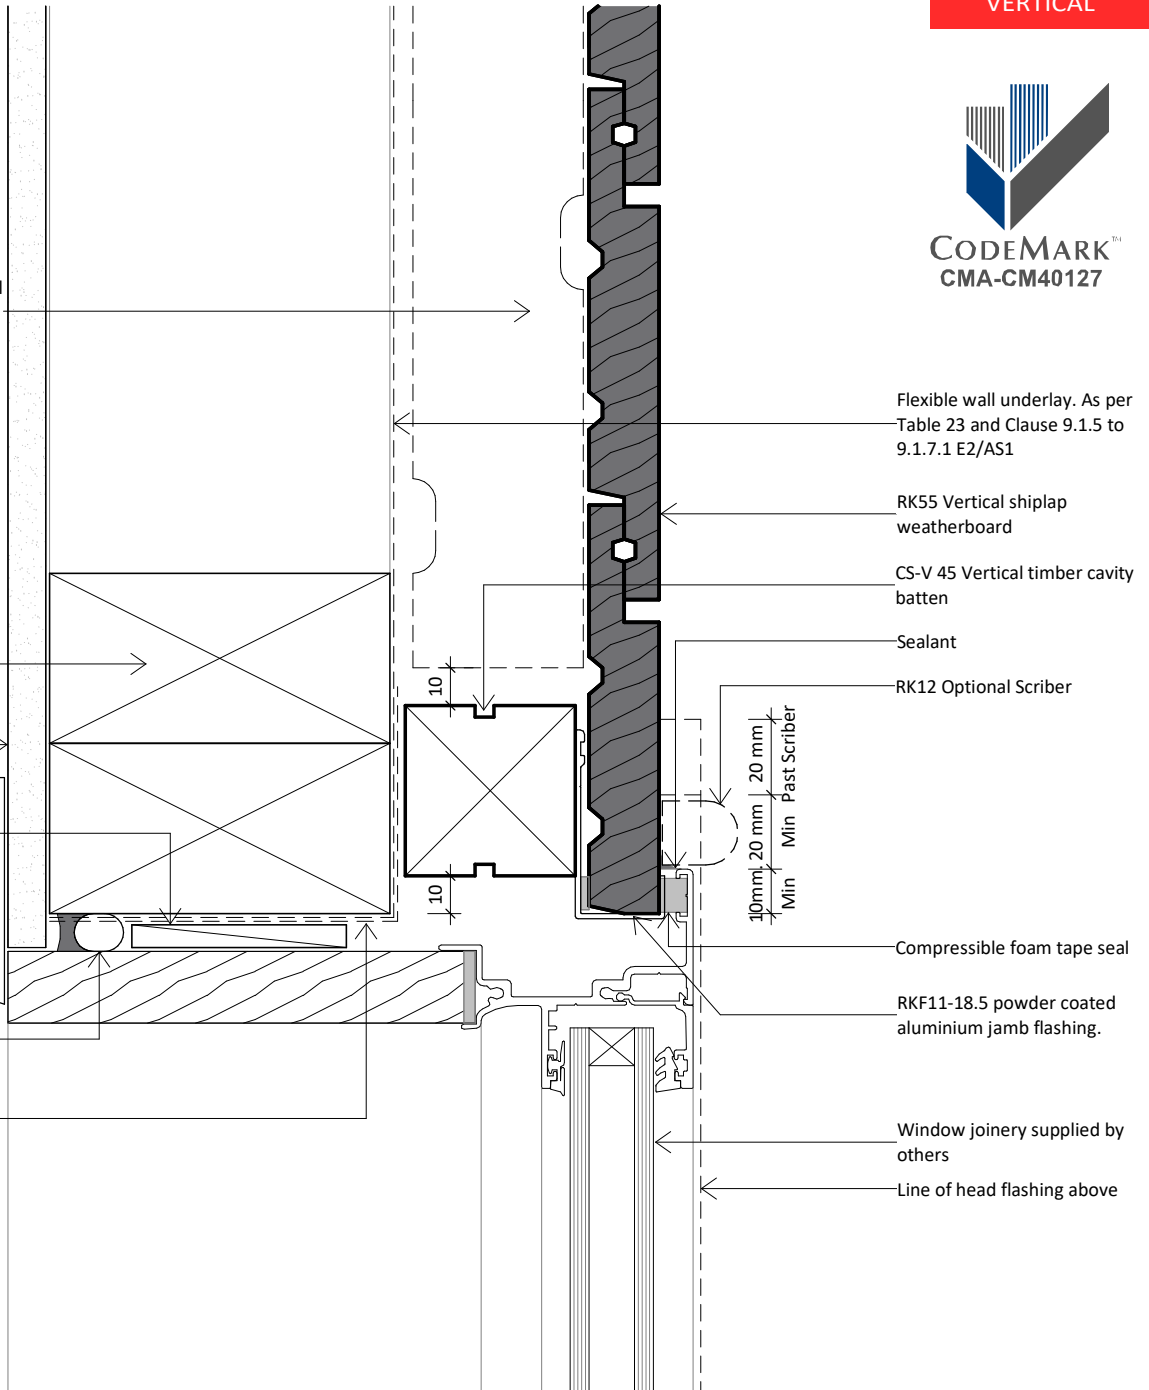 VERTICAL
CODEMARK™
CMA-CM40127
Flexible wall underlay. As per
Table 23 and Clause 9.1.5 to
9.1.7.1 E2/AS1
RK55 Vertical shiplap
weatherboard
CS-V 45 Vertical timber cavity
batten
Sealant
RK12 Optional Scriber
10
20 mm
Past Scriber
20 mm
Min
10mm
Min
10
Compressible foam tape seal
RKF11-18.5 powder coated
aluminium jamb flashing.
Window joinery supplied by
others
Line of head flashing above